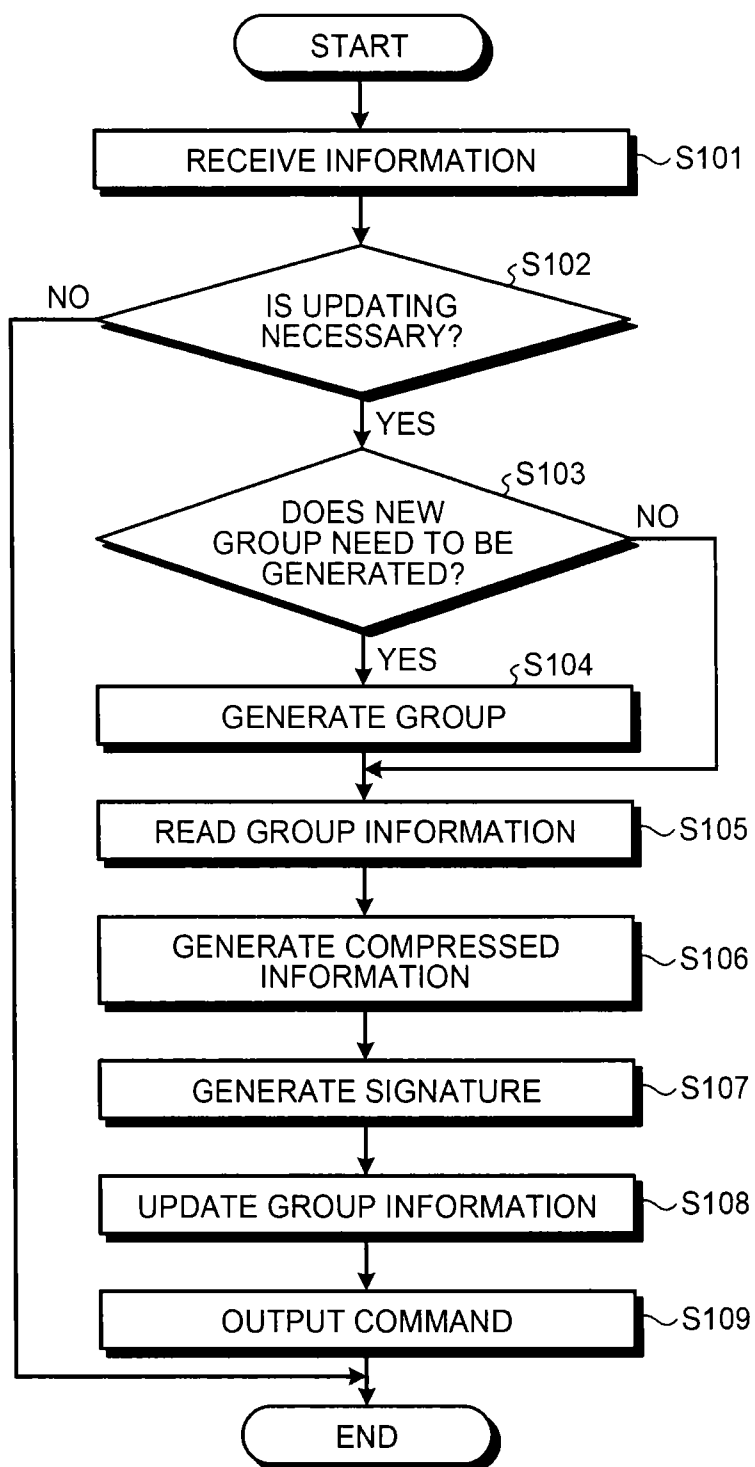 START
RECEIVE INFORMATION
S101
S102
NO
IS UPDATING
NECESSARY?
YES
S103
DOES NEW
GROUP NEED TO BE
GENERATED?
NO
YES
S104
GENERATE GROUP
READ GROUP INFORMATION
S105
GENERATE COMPRESSED
INFORMATION
S106
GENERATE SIGNATURE
S107
UPDATE GROUP INFORMATION
S108
OUTPUT COMMAND
S109
END